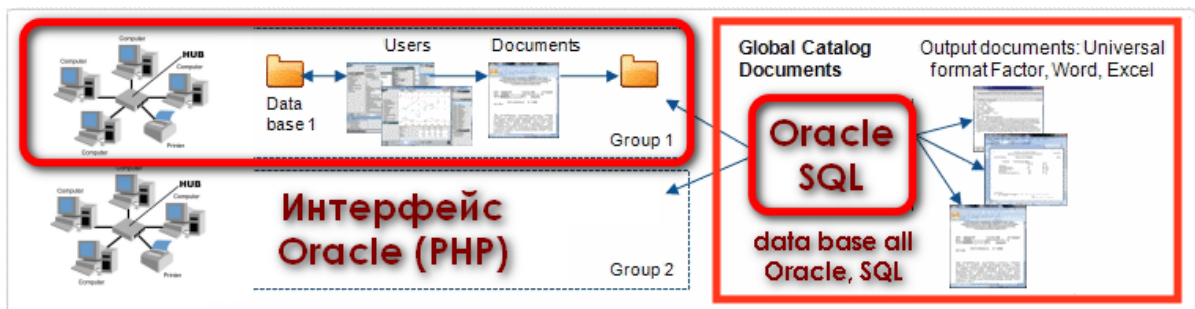 Computer
HUB
Computer
Computer
Computer
Printer
Computer
Users
Documents
Data
base 1
Group 1
Computer
HUB
Computer
Computer
Computer
Printer
Computer
Интерфейс
Oracle (PHP)
Group 2
Global Catalog
Documents
Output documents: Universal
format Factor, Word, Excel
Oracle
SQL
data base all
Oracle, SQL